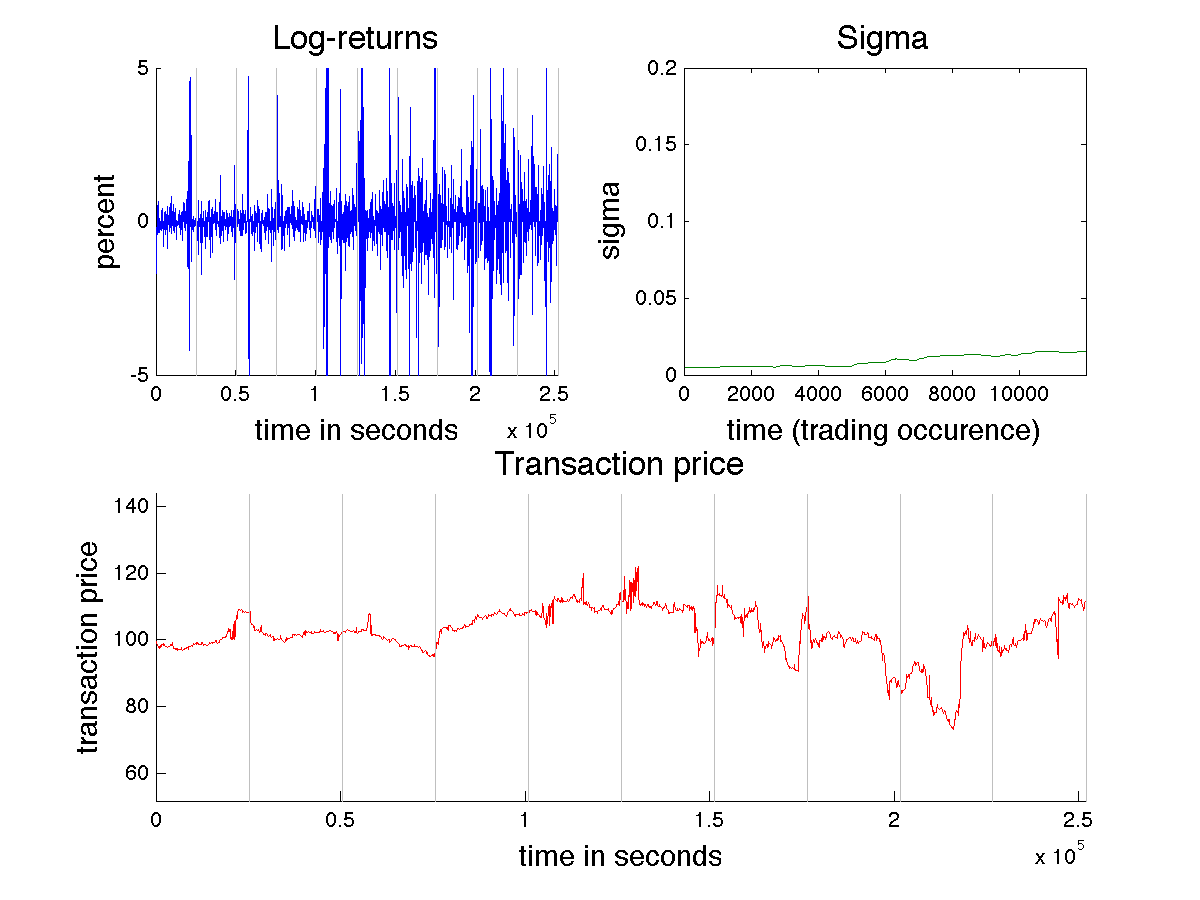 Log-returns
5
0
-5
percent
0
0.5
1
1.5
2
2.5
x 10^5
time in seconds
Sigma
0.2
0.15
0.1
0.05
0
sigma
0
2000
4000
6000
8000
10000
time (trading occurence)
Transaction price
140
120
100
80
60
transaction price
0
0.5
1
1.5
2
2.5
x 10^5
time in seconds